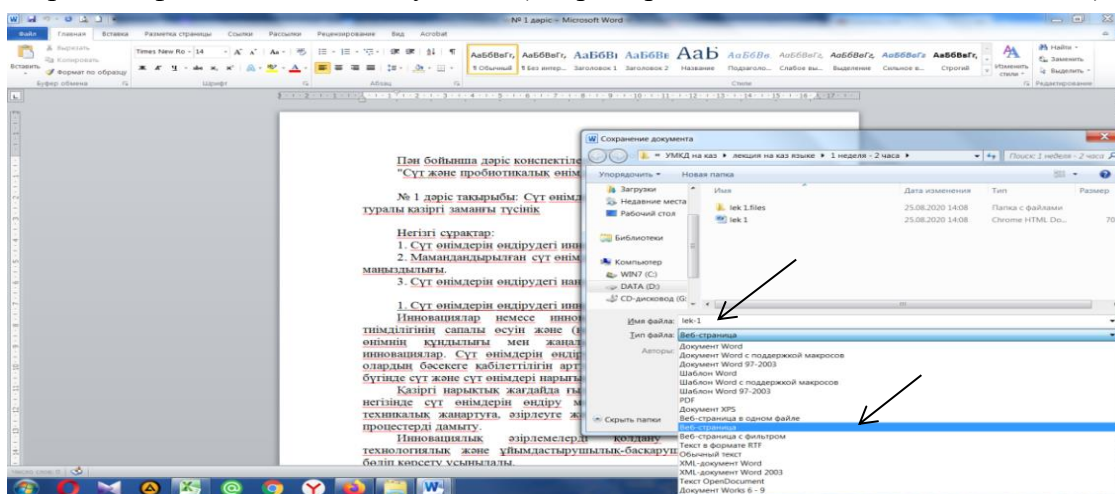 № 1 дәріс - Microsoft Word
Файл Главная Вставка Разметка страницы Ссылки Рассылки Рецензирование Вид Acrobat
Вырезать
Копировать
Формат по образцу
Вставить
Буфер обмена
Times New Ro 14
Шрифт
Абзац
АаБбВвГг, АаБбВвГг, АаБбВі АаБбВв АаБ АаБбВв АаБбВвГг, АаБбВвГг, АаБбВвГг АаБбВвГг,
¶ Обычный ¶ Без интер... Заголовок 1 Заголовок 2 Название Подзаголо... Слабое вы... Выделение Сильное в... Строгий
Стили
Изменить стили
Найти
Заменить
Выделить
Редактирование
Пән бойынша дәріс конспектіле
"Сүт және пробиотикалық өнім
№ 1 дәріс тақырыбы: Сүт өнімд
туралы қазіргі заманғы түсінік
Негізгі сұрақтар:
1. Сүт өнімдерін өндірудегі инн
2. Мамандандырылған сүт өнім
маңыздылығы.
3. Сүт өнімдерін өндірудегі нан
1. Сүт өнімдерін өндірудегі инн
Инновациялар немесе инно
тиімділігінің сапалы өсуін және (н
өнімнің құндылығы мен жаңал
инновациялар. Сүт өнімдерін өндір
олардың бәсекеге қабілеттілігін арт
бүгінде сүт және сүт өнімдері нарығы
Қазіргі нарықтық жағдайда ғы
негізінде сүт өнімдерін өндіру м
техникалық жаңартуға, әзірлеуге ж
процестерді дамыту.
Инновациялық әзірлемелерді қолдану
технологиялық және ұйымдастырушылық-басқаруш
бөліп көрсету ұсынылады.
Сохранение документа
УМКД на каз ▸ лекция на каз языке ▸ 1 неделя - 2 часа ▸
Поиск: 1 неделя - 2 часа
Упорядочить Новая папка
Загрузки
Недавние места
Рабочий стол
Библиотеки
Компьютер
WIN7 (C:)
DATA (D:)
CD-дисковод (G:
Имя Дата изменения Тип Размер
lek 1.files 25.08.2020 14:08 Папка с файлами
lek 1 25.08.2020 14:08 Chrome HTML Do... 70
Имя файла: lek-1
Тип файла: Веб-страница
Авторы:
Документ Word
Документ Word с поддержкой макросов
Документ Word 97-2003
Шаблон Word
Шаблон Word с поддержкой макросов
Шаблон Word 97-2003
PDF
Документ XPS
Веб-страница в одном файле
Веб-страница
Веб-страница с фильтром
Текст в формате RTF
Обычный текст
XML-документ Word
XML-документ Word 2003
Текст OpenDocument
Документ Works 6 - 9
Скрыть папки
Число слов: 0